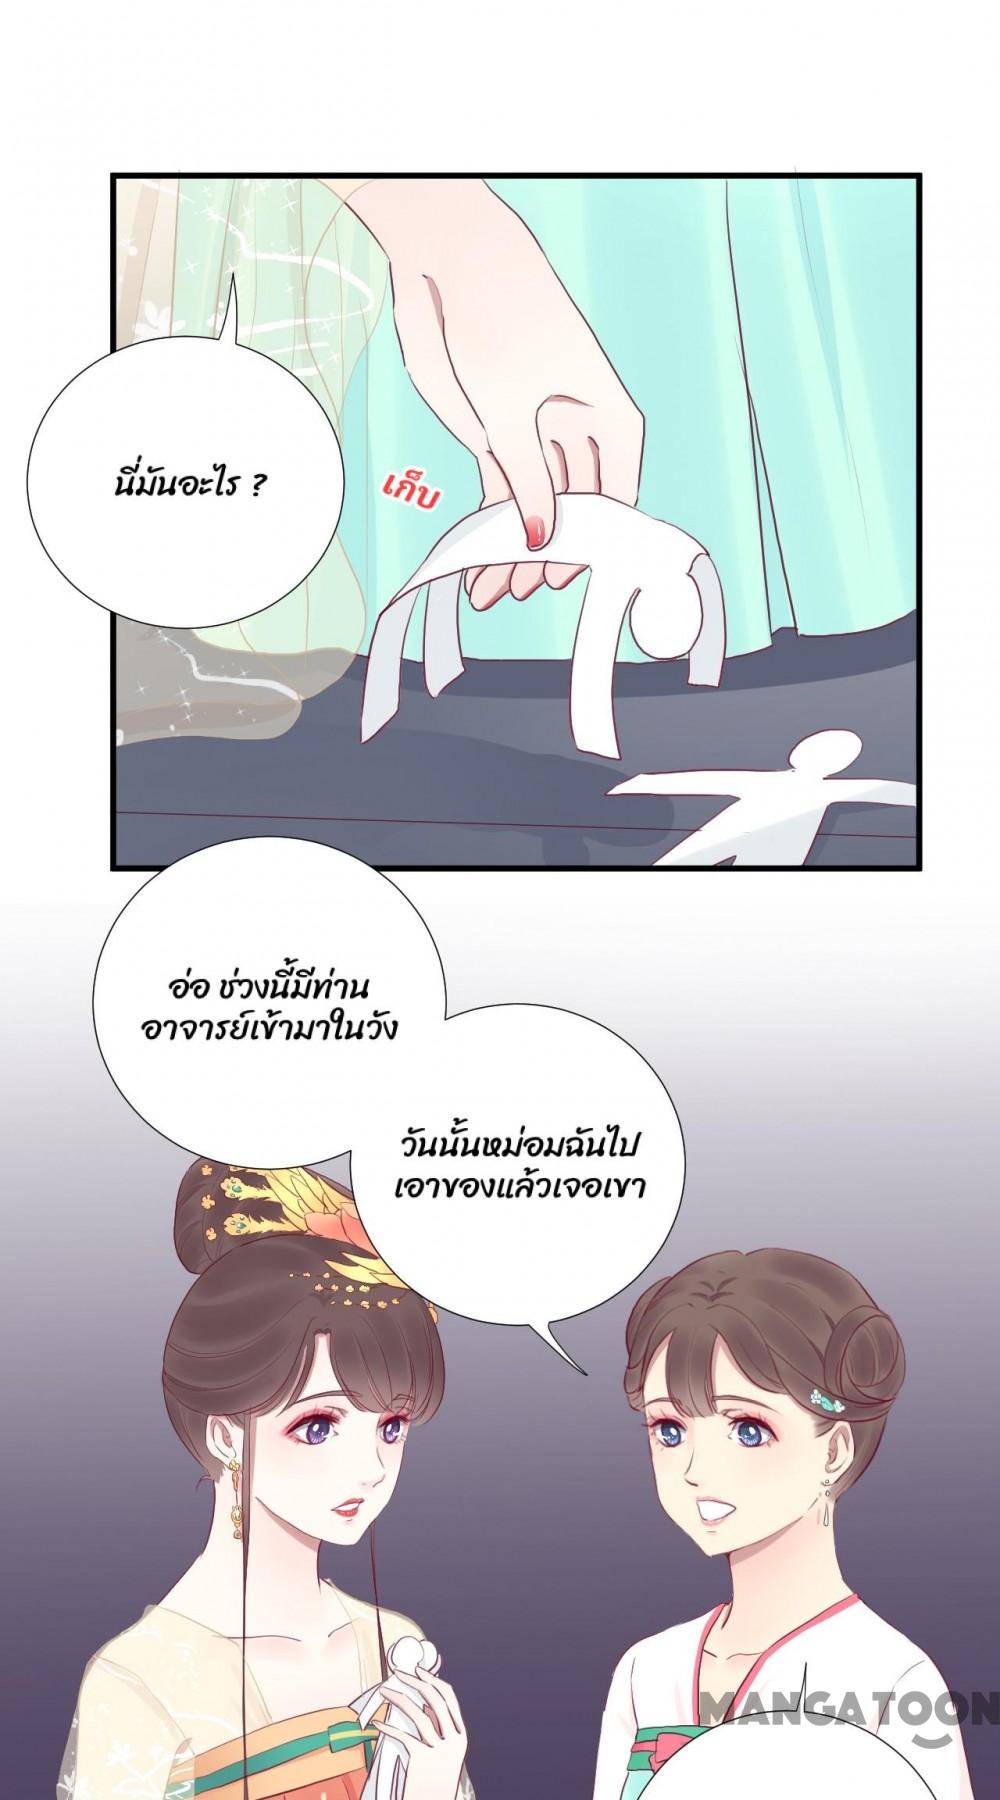 นี่มันอะไร ?
เก็บ
อ่อ ช่วงนี้มีท่าน
อาจารย์เข้ามาในวัง
วันนั้นหม่อมฉันไป
เอาของแล้วเจอเขา
MANGATOON